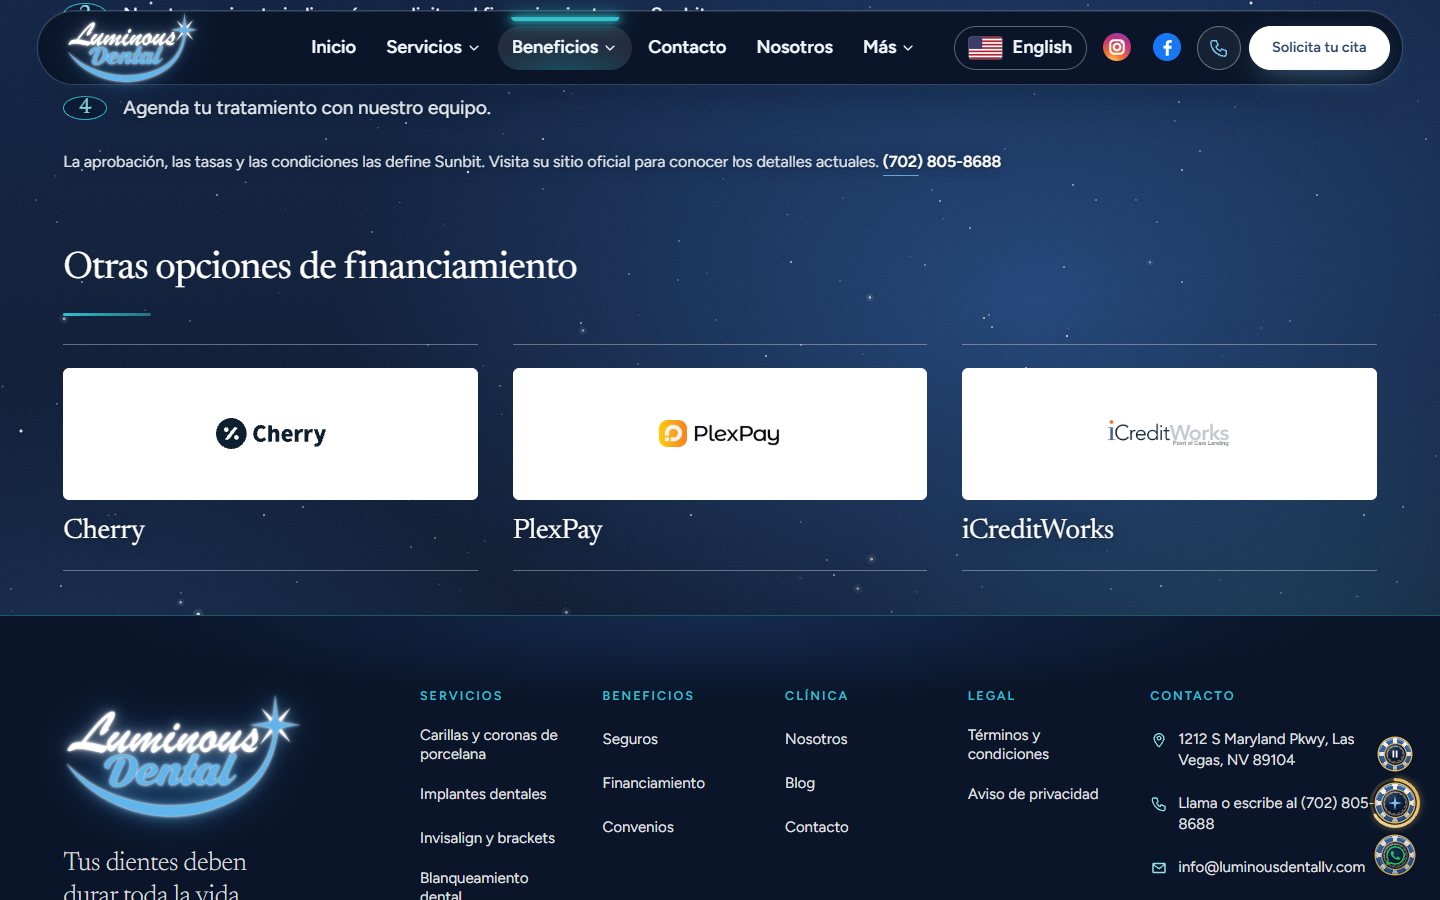 Luminous
Dental
Inicio
Servicios
Beneficios
Contacto
Nosotros
Más
English
Solicita tu cita
4
Agenda tu tratamiento con nuestro equipo.
La aprobación, las tasas y las condiciones las define Sunbit. Visita su sitio oficial para conocer los detalles actuales. (702) 805-8688
Otras opciones de financiamiento
Cherry
PlexPay
iCreditWorks
Point of Care Lending
Cherry
PlexPay
iCreditWorks
Luminous
Dental
Tus dientes deben
durar toda la vida
SERVICIOS
Carillas y coronas de
porcelana
Implantes dentales
Invisalign y brackets
Blanqueamiento
dental
BENEFICIOS
Seguros
Financiamiento
Convenios
CLÍNICA
Nosotros
Blog
Contacto
LEGAL
Términos y
condiciones
Aviso de privacidad
CONTACTO
1212 S Maryland Pkwy, Las
Vegas, NV 89104
Llama o escribe al (702) 805-
8688
info@luminousdentallv.com